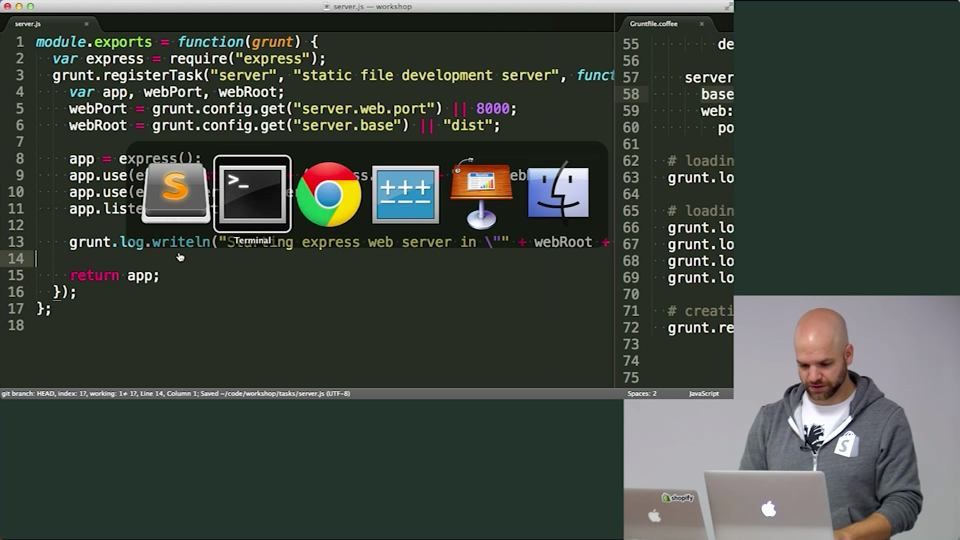 server.js — workshop
server.js
Gruntfile.coffee
1 module.exports = function(grunt) {
2 var express = require("express");
3 grunt.registerTask("server", "static file development server", funct
4 var app, webPort, webRoot;
5 webPort = grunt.config.get("server.web.port") || 8000;
6 webRoot = grunt.config.get("server.base") || "dist";
7
8 app = express();
9 app.use(e
10 app.use(e
11 app.list
12
13 grunt.log.writeln("Starting express web server in \"" + webRoot +
14
15 return app;
16 });
17 };
18
Terminal
55 de
56
57 server
58 base
59 web:
60 po
61
62 # loading
63 grunt.lo
64
65 # loading
66 grunt.lo
67 grunt.lo
68 grunt.lo
69 grunt.lo
70
71 # creati
72 grunt.re
73
74
75
git branch: HEAD, index: 17, working: 1≠ 17, Line 14, Column 1; Saved ~/code/workshop/tasks/server.js (UTF-8)
Spaces: 2
JavaScript
shopify